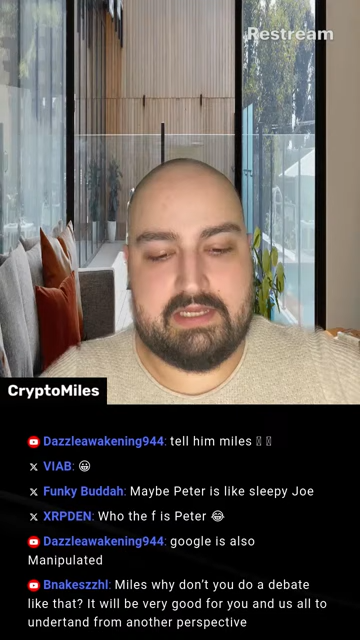 Restream
CryptoMiles
Dazzleawakening944: tell him miles
VIAB: 😀
Funky Buddah: Maybe Peter is like sleepy Joe
XRPDEN: Who the f is Peter 😂
Dazzleawakening944: google is also
Manipulated
Bnakeszzhl: Miles why don't you do a debate
like that? It will be very good for you and us all to
undertand from another perspective